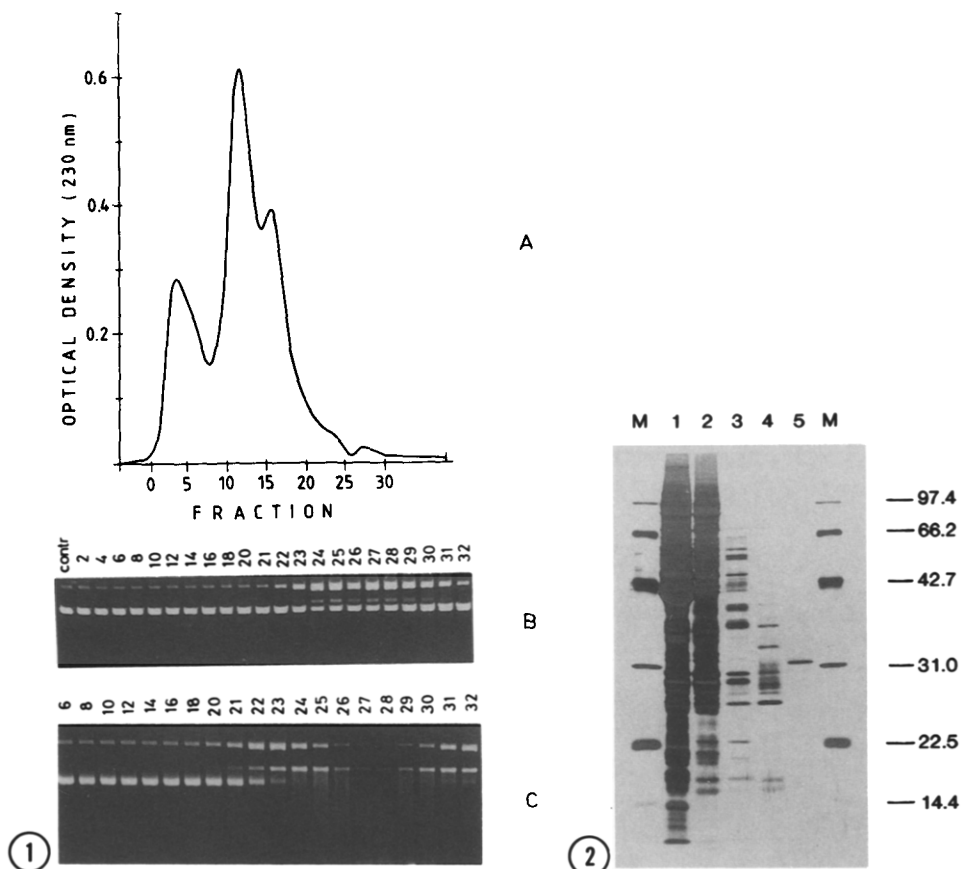 0.6
0.4
0.2
OPTICAL DENSITY (230 nm)
0 5 10 15 20 25 30
FRACTION
A
contr 2 4 6 8 10 12 14 16 18 20 21 22 23 24 25 26 27 28 29 30 31 32
B
6 8 10 12 14 16 18 20 21 22 23 24 25 26 27 28 29 30 31 32
C
1
M 1 2 3 4 5 M
97.4
66.2
42.7
31.0
22.5
14.4
2